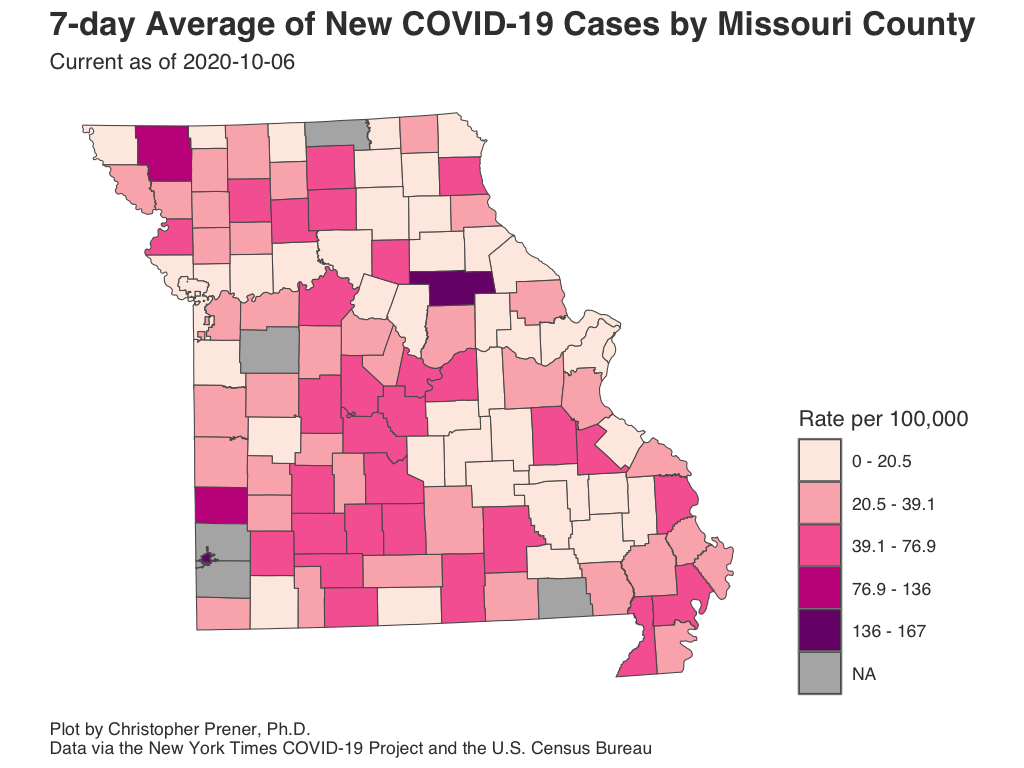 7-day Average of New COVID-19 Cases by Missouri County
Current as of 2020-10-06
Rate per 100,000
0 - 20.5
20.5 - 39.1
39.1 - 76.9
76.9 - 136
136 - 167
NA
Plot by Christopher Prener, Ph.D.
Data via the New York Times COVID-19 Project and the U.S. Census Bureau